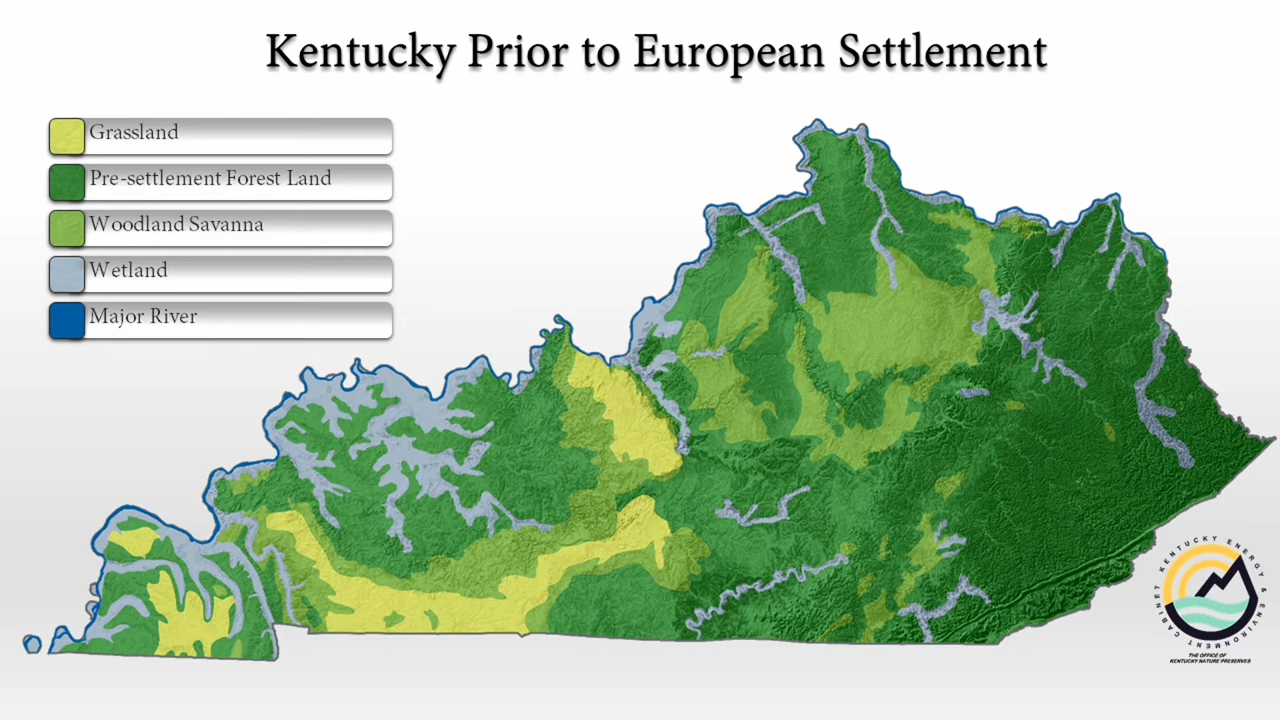 Kentucky Prior to European Settlement
Grassland
Pre-settlement Forest Land
Woodland Savanna
Wetland
Major River
KENTUCKY ENERGY & ENVIRONMENT CABINET
THE OFFICE OF
KENTUCKY NATURE PRESERVES